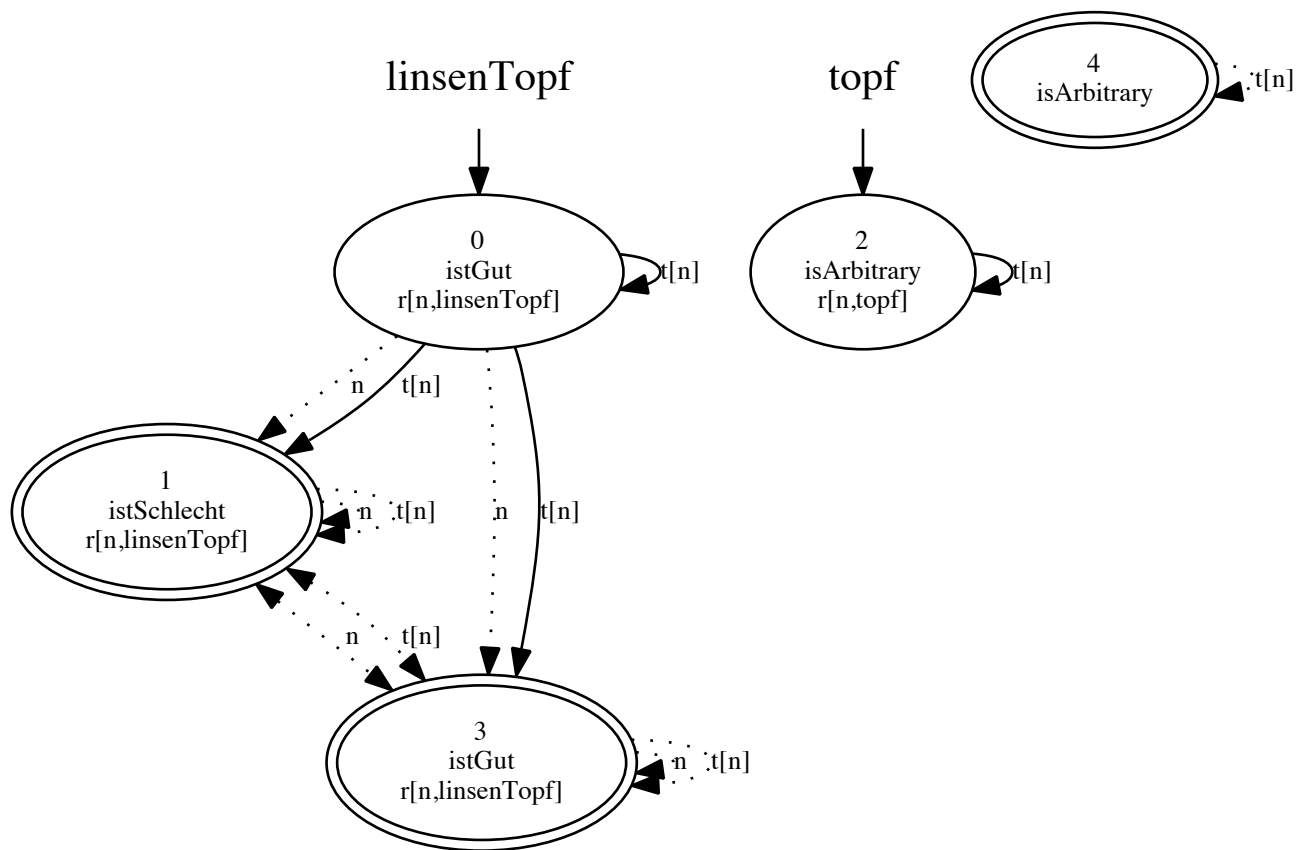 linsenTopf
topf
4
isArbitrary
t[n]
0
istGut
r[n,linsenTopf]
t[n]
2
isArbitrary
r[n,topf]
t[n]
n
t[n]
1
istSchlecht
r[n,linsenTopf]
n
t[n]
n
t[n]
n
t[n]
3
istGut
r[n,linsenTopf]
n
t[n]